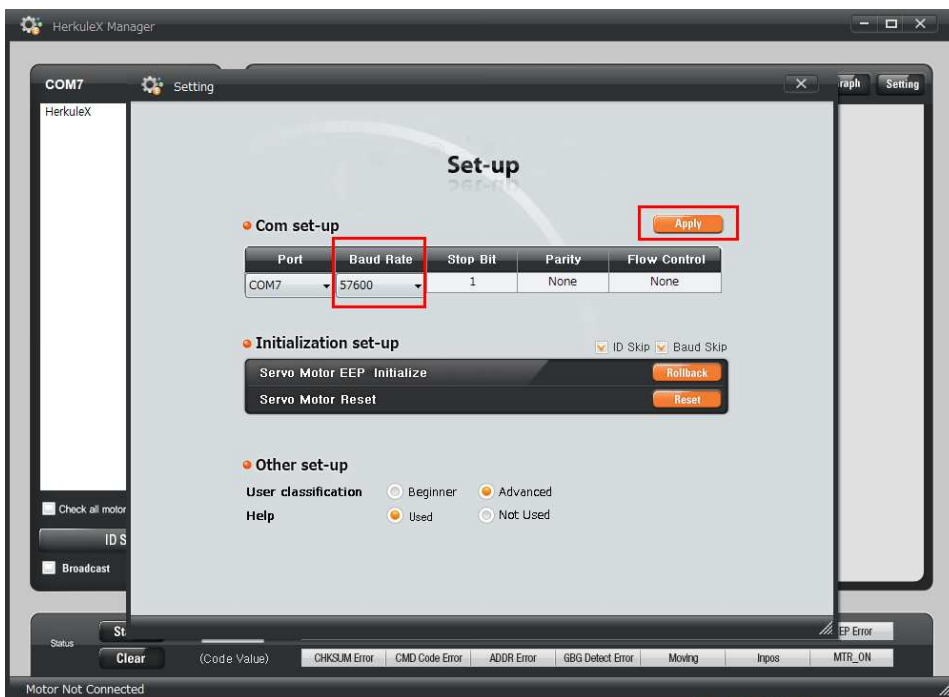 HerkuleX Manager
COM7
Setting
raph
Setting
HerkuleX
Set-up
Com set-up
Apply
Port Baud Rate Stop Bit Parity Flow Control
COM7 57600 1 None None
Initialization set-up
ID Skip Baud Skip
Servo Motor EEP Initialize
Rollback
Servo Motor Reset
Reset
Other set-up
User classification Beginner Advanced
Help Used Not Used
Check all motor
ID S
Broadcast
Status
St
EP Error
Clear
(Code Value)
CHKSUM Error CMD Code Error ADDR Error GBG Detect Error Moving Inpos MTR_ON
Motor Not Connected